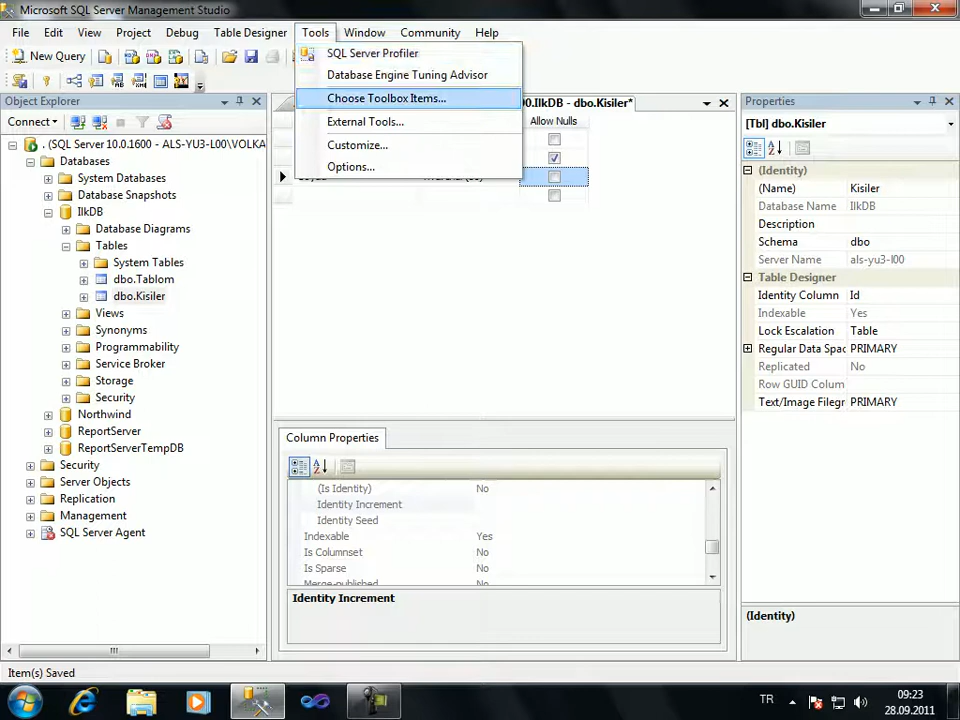 Microsoft SQL Server Management Studio
File Edit View Project Debug Table Designer Tools Window Community Help
New Query
SQL Server Profiler
Database Engine Tuning Advisor
Choose Toolbox Items...
External Tools...
Customize...
Options...
Object Explorer
Connect
. (SQL Server 10.0.1600 - ALS-YU3-L00\VOLKA
Databases
System Databases
Database Snapshots
IlkDB
Database Diagrams
Tables
System Tables
dbo.Tablom
dbo.Kisiler
Views
Synonyms
Programmability
Service Broker
Storage
Security
Northwind
ReportServer
ReportServerTempDB
Security
Server Objects
Replication
Management
SQL Server Agent
00.IlkDB - dbo.Kisiler*
Allow Nulls
Column Properties
(Is Identity) No
Identity Increment
Identity Seed
Indexable Yes
Is Columnset No
Is Sparse No
Merge-published No
Identity Increment
Properties
[Tbl] dbo.Kisiler
(Identity)
(Name) Kisiler
Database Name IlkDB
Description
Schema dbo
Server Name als-yu3-l00
Table Designer
Identity Column Id
Indexable Yes
Lock Escalation Table
Regular Data Spac PRIMARY
Replicated No
Row GUID Colum
Text/Image Filegr PRIMARY
(Identity)
Item(s) Saved
TR
09:23
28.09.2011